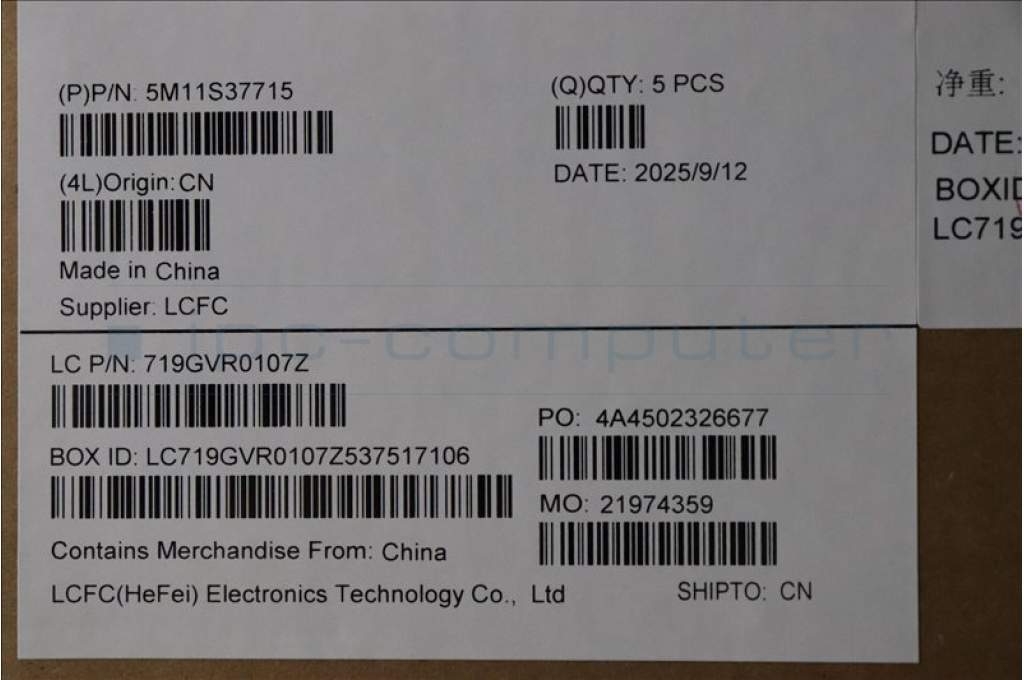 (P)P/N: 5M11S37715
(Q)QTY: 5 PCS
DATE: 2025/9/12
(4L)Origin:CN
Made in China
Supplier: LCFC
ipc-computer
LC P/N: 719GVR0107Z
BOX ID: LC719GVR0107Z537517106
PO: 4A4502326677
MO: 21974359
Contains Merchandise From: China
LCFC(HeFei) Electronics Technology Co., Ltd
SHIPTO: CN
净重:
DATE:
BOXID
LC719